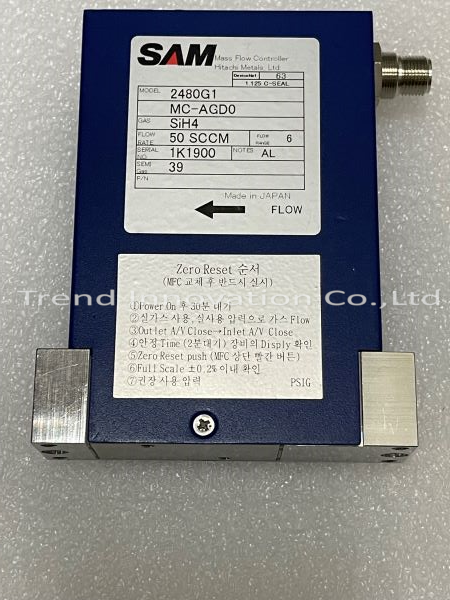 SAM
Mass Flow Controller
Hitachi Metals, Ltd
DeviceNet 63
1.125 C-SEAL
MODEL 2480G1
MC-AGD0
GAS SiH4
FLOW RATE 50 SCCM FLOW RANGE 6
SERIAL NO. 1K1900 NOTES AL
SEMI Gas 39
P/N
Made in JAPAN
FLOW
Zero Reset 순서
(MFC 교체 후 반드시 실시)
①Power On 후 30분 대기
②실가스 사용, 실사용 압력으로 가스 Flow
③Outlet A/V Close→Inlet A/V Close
④안정 Time (2분대기) 장비의 Disply 확인
⑤Zero Reset push (MFC 상단 빨간 버튼)
⑥Full Scale ±0.2% 이내 확인
⑦권장 사용 압력 PSIG
Co.,Ltd